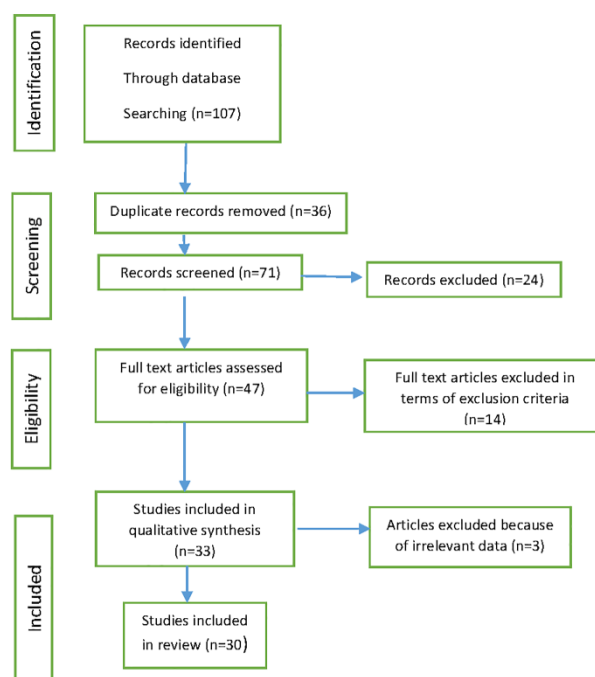 Identification
Records identified
Through database
Searching (n=107)
Screening
Duplicate records removed (n=36)
Records screened (n=71)
Records excluded (n=24)
Eligibility
Full text articles assessed
for eligibility (n=47)
Full text articles excluded in
terms of exclusion criteria
(n=14)
Included
Studies included in
qualitative synthesis
(n=33)
Articles excluded because
of irrelevant data (n=3)
Studies included
in review (n=30)